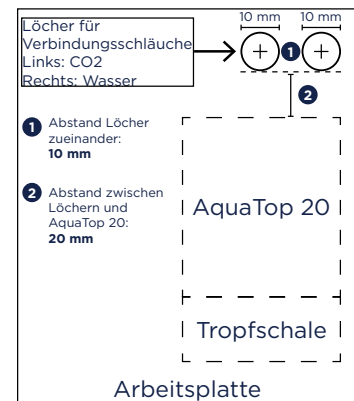 Löcher für
Verbindungsschläuche
Links: CO2
Rechts: Wasser
10 mm
10 mm
1
2
1 Abstand Löcher
zueinander:
10 mm
2 Abstand zwischen
Löchern und
AquaTop 20:
20 mm
AquaTop 20
Tropfschale
Arbeitsplatte